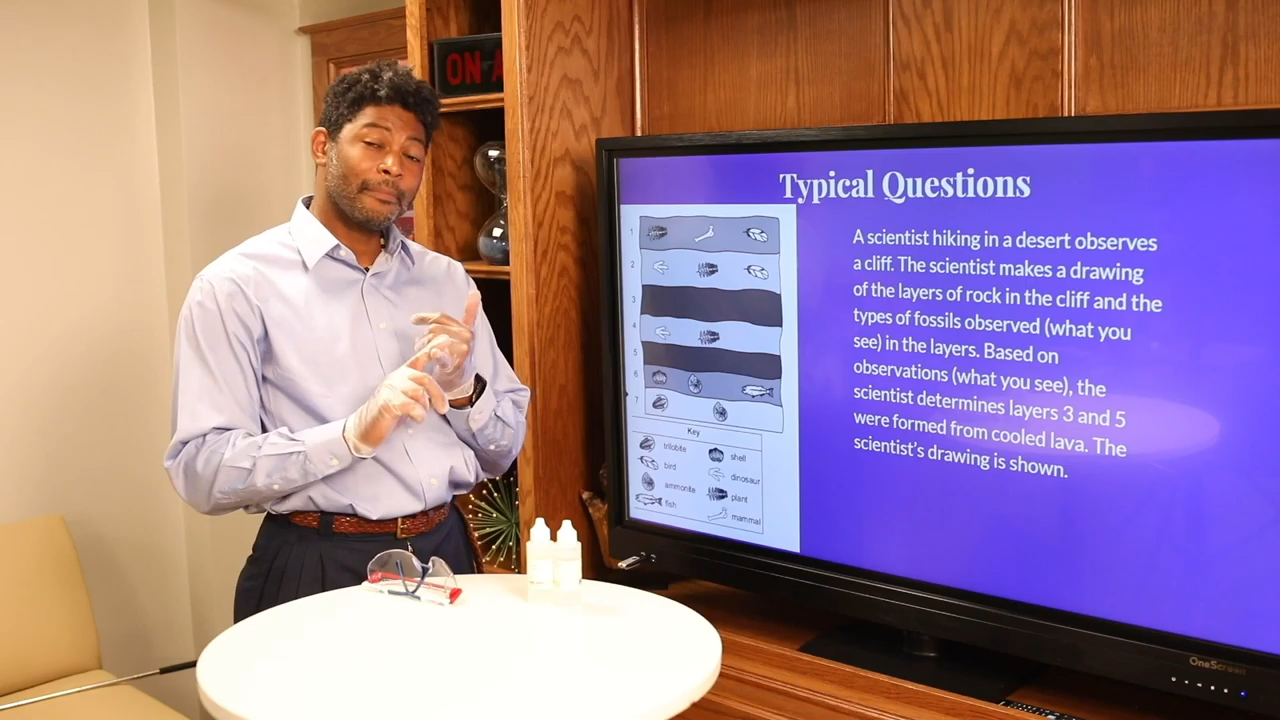 ON A
Typical Questions
A scientist hiking in a desert observes
a cliff. The scientist makes a drawing
of the layers of rock in the cliff and the
types of fossils observed (what you
see) in the layers. Based on
observations (what you see), the
scientist determines layers 3 and 5
were formed from cooled lava. The
scientist's drawing is shown.
1
2
3
4
5
6
7
Key
trilobite
shell
bird
dinosaur
ammonite
plant
fish
mammal
OneScreen